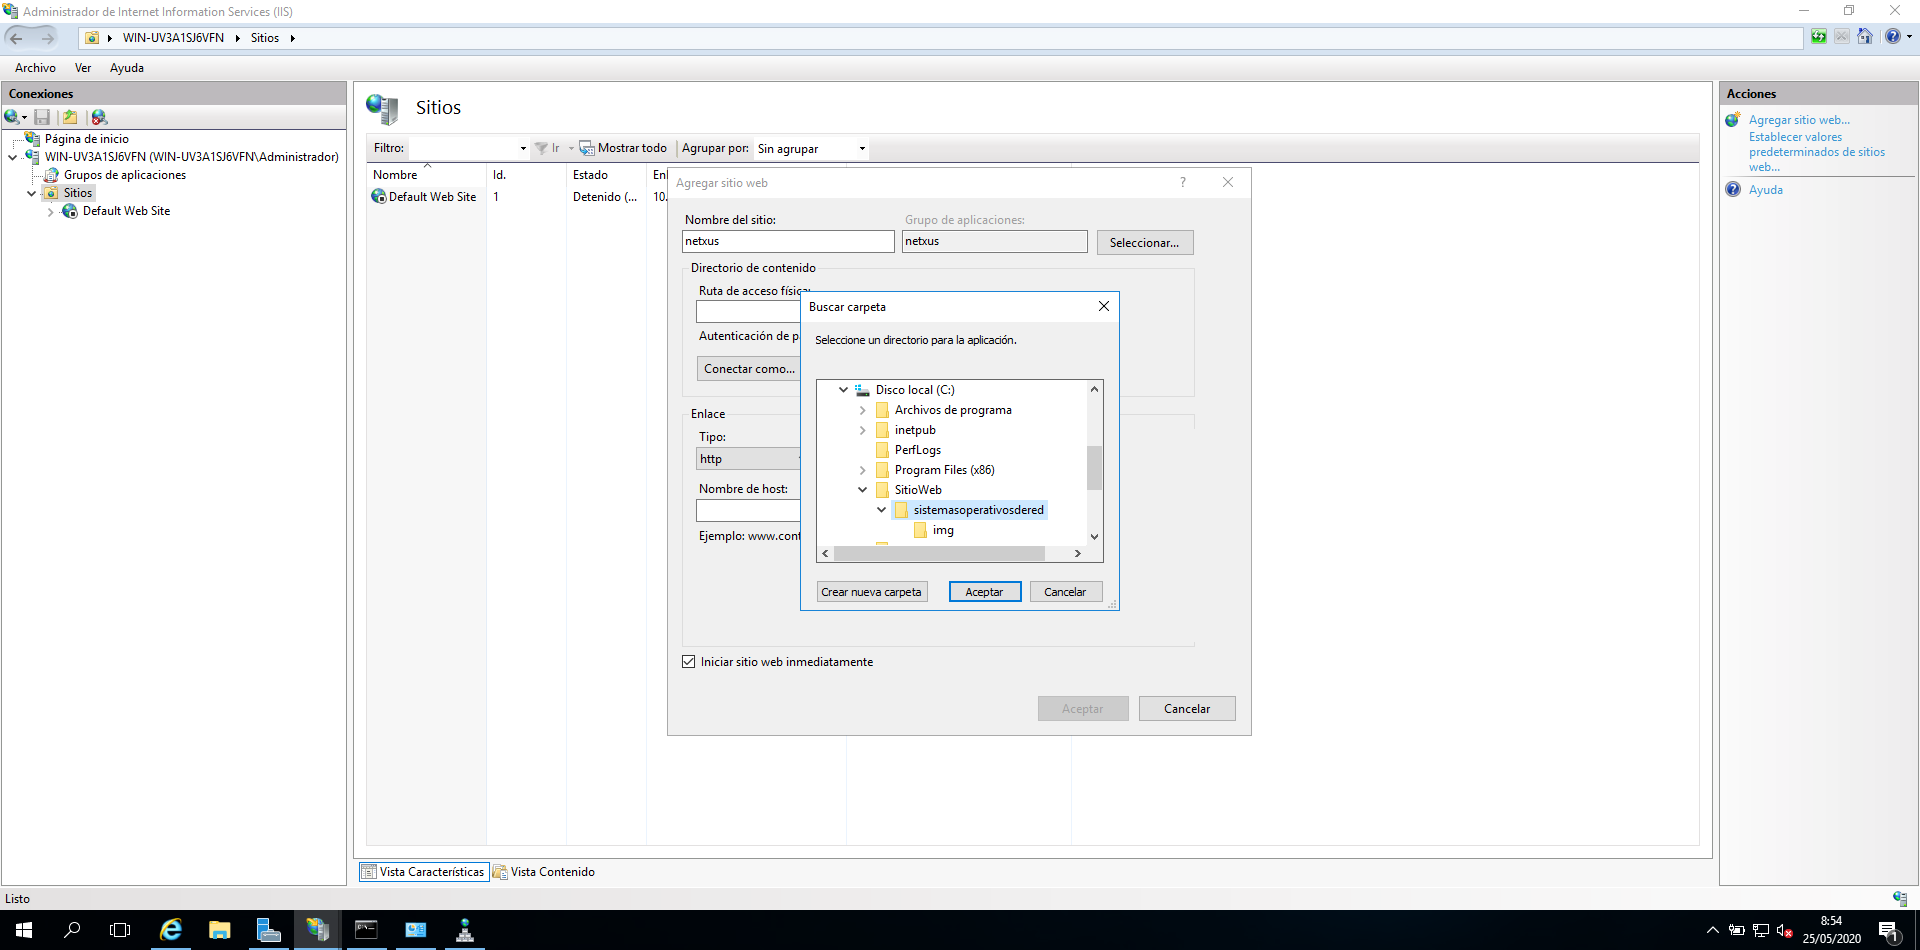 Administrador de Internet Information Services (IIS)
WIN-UV3A1SJ6VFN
Sitios
Archivo
Ver
Ayuda
Conexiones
Página de inicio
WIN-UV3A1SJ6VFN (WIN-UV3A1SJ6VFN\Administrador)
Grupos de aplicaciones
Sitios
Default Web Site
Sitios
Filtro:
Ir
Mostrar todo
Agrupar por:
Sin agrupar
Nombre
Id.
Estado
Default Web Site
1
Detenido (...
10.
Agregar sitio web
?
Nombre del sitio:
Grupo de aplicaciones:
netxus
netxus
Seleccionar...
Directorio de contenido
Ruta de acceso física:
Autenticación de
Conectar como...
Enlace
Tipo:
http
Nombre de host:
Ejemplo: www.cont
Buscar carpeta
Seleccione un directorio para la aplicación.
Disco local (C:)
Archivos de programa
inetpub
PerfLogs
Program Files (x86)
SitioWeb
sistemasoperativosdered
img
Crear nueva carpeta
Aceptar
Cancelar
Iniciar sitio web inmediatamente
Aceptar
Cancelar
Acciones
Agregar sitio web...
Establecer valores
predeterminados de sitios
web...
Ayuda
Vista Características
Vista Contenido
Listo
8:54
25/05/2020
1